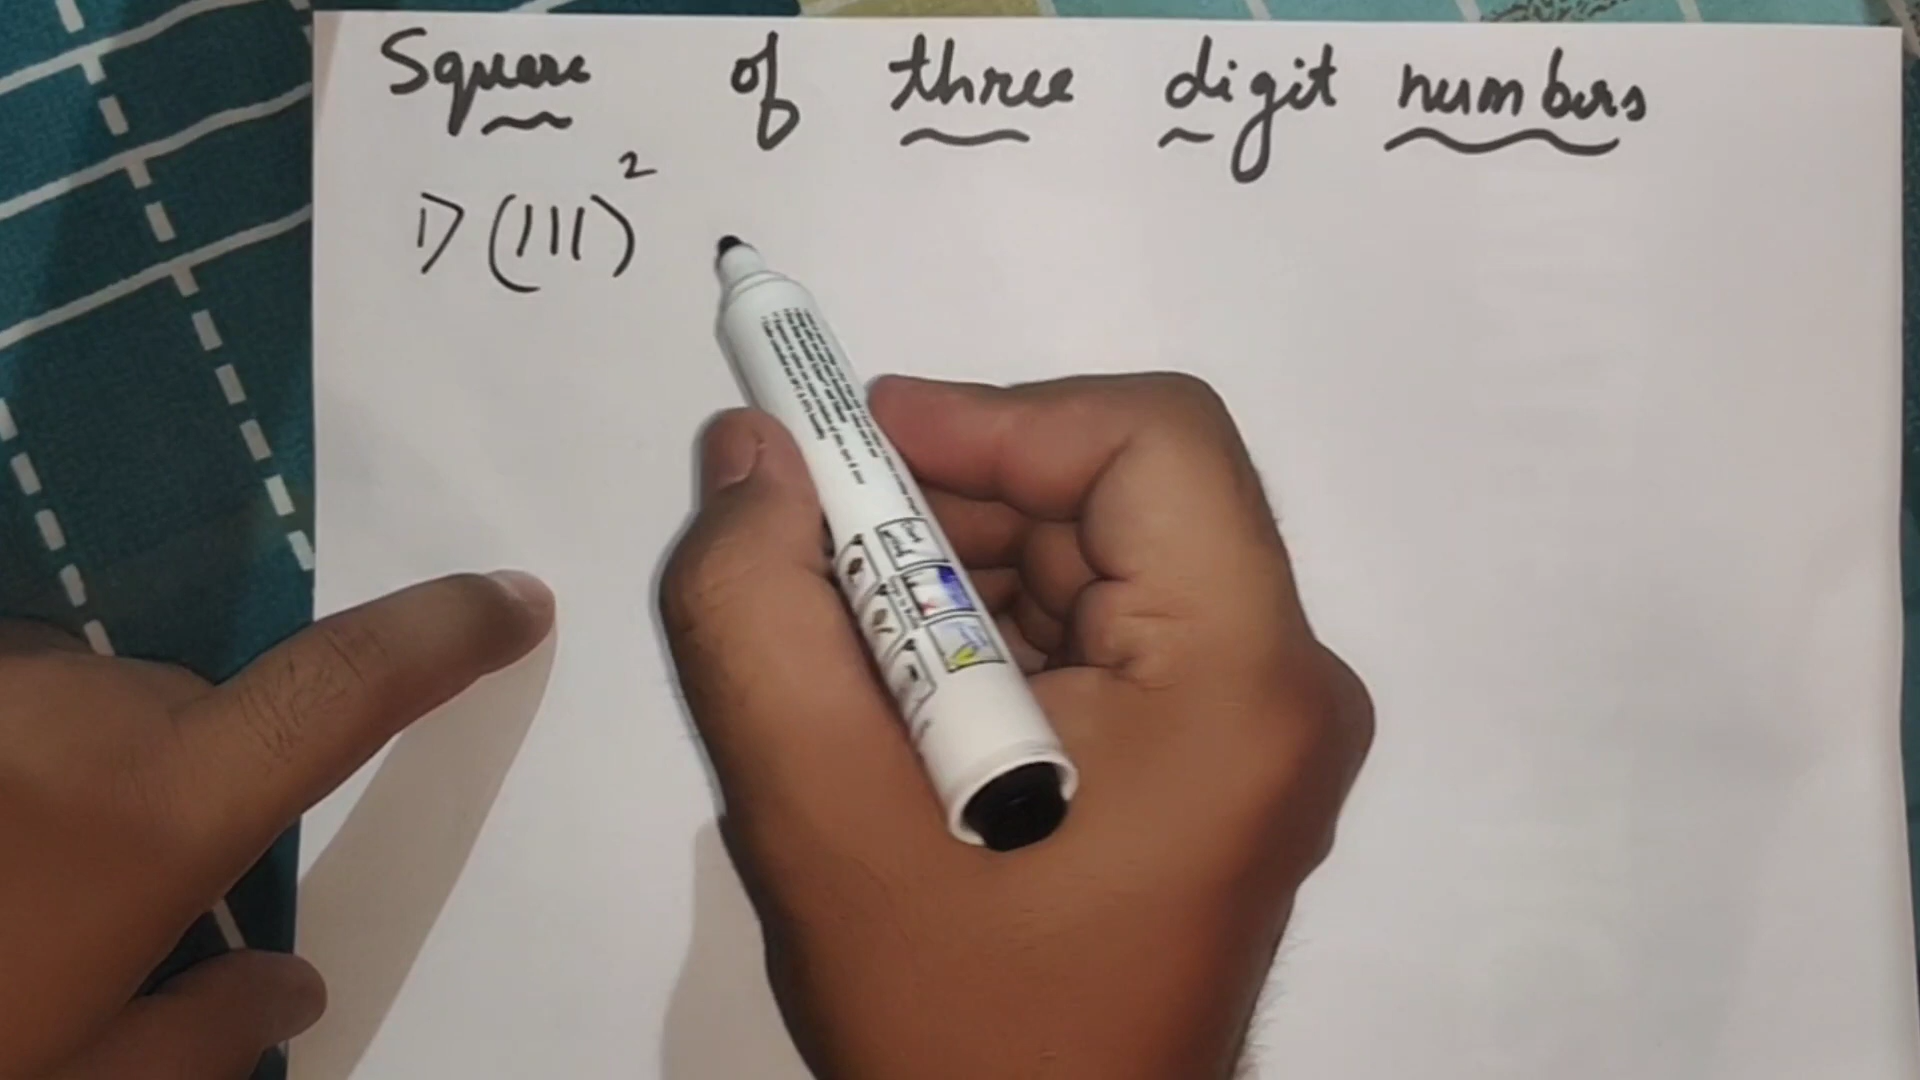 Square of three digit numbers
1) (111)²